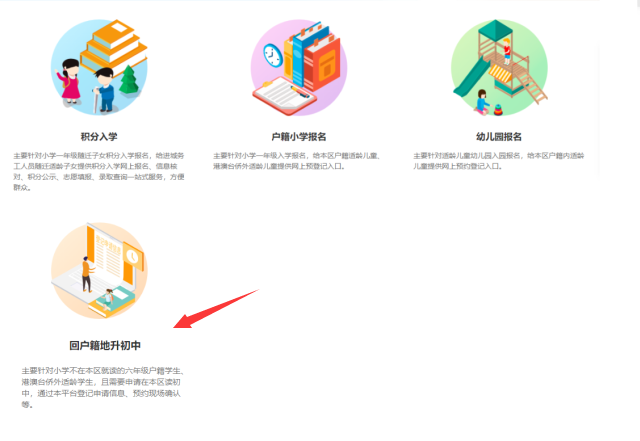 积分入学
主要针对小学一年级随迁子女积分入学报名，给进城务
工人员随迁适龄子女提供积分入学网上报名、信息核
对、积分公示、志愿填报、录取查询一站式服务，方便
群众。
户籍小学报名
主要针对小学一年级入学报名，给本区户籍适龄儿童、
港澳台侨外适龄儿童提供网上预登记入口。
幼儿园报名
主要针对适龄儿童幼儿园入园报名，给本区户籍内适龄
儿童提供网上预约登记入口。
回户籍地升初中
主要针对小学不在本区就读的六年级户籍学生、
港澳台侨外适龄学生，且需要申请在本区读初
中，通过本平台登记申请信息、预约现场确认
等。